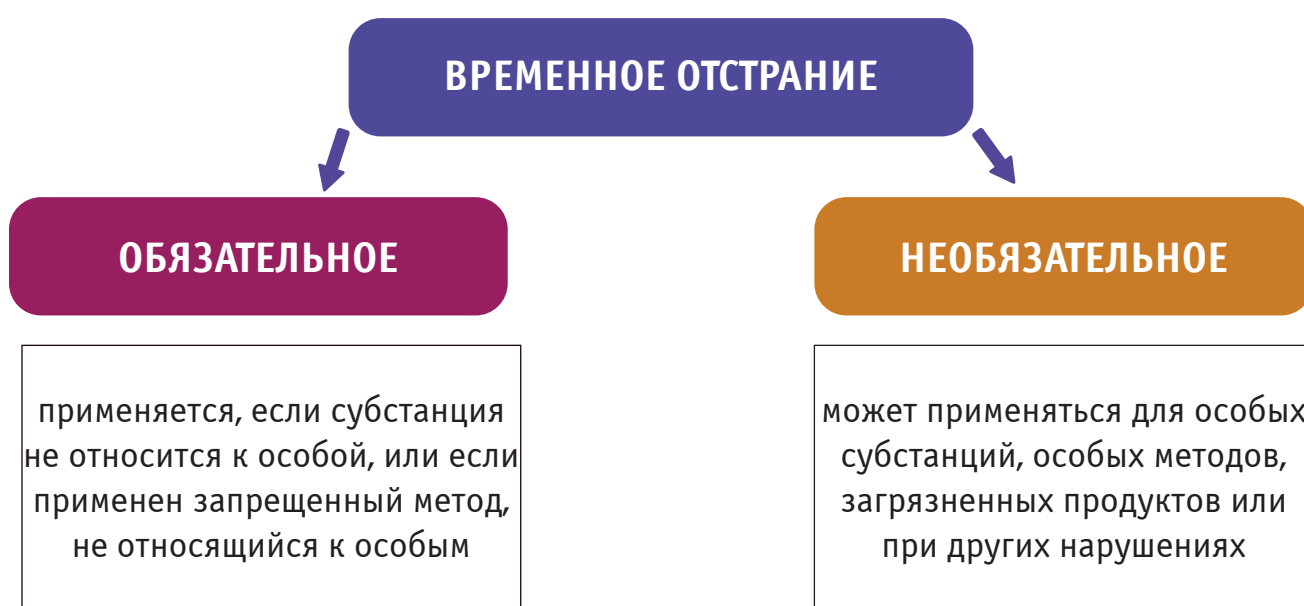 ВРЕМЕННОЕ ОТСТРАНИЕ
ОБЯЗАТЕЛЬНОЕ
применяется, если субстанция
не относится к особой, или если
применен запрещенный метод,
не относящийся к особым
НЕОБЯЗАТЕЛЬНОЕ
может применяться для особых
субстанций, особых методов,
загрязненных продуктов или
при других нарушениях